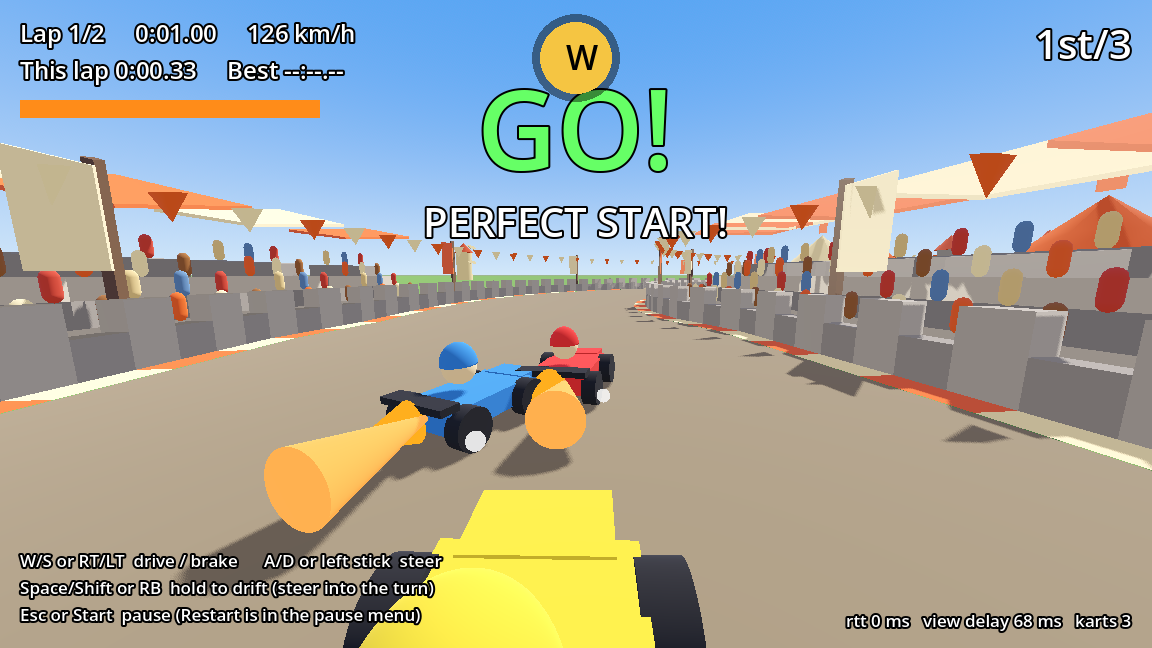 Lap 1/2 0:01.00 126 km/h
This lap 0:00.33 Best --:--.--
W
1st/3
GO!
PERFECT START!
W/S or RT/LT drive / brake A/D or left stick steer
Space/Shift or RB hold to drift (steer into the turn)
Esc or Start pause (Restart is in the pause menu)
rtt 0 ms view delay 68 ms karts 3